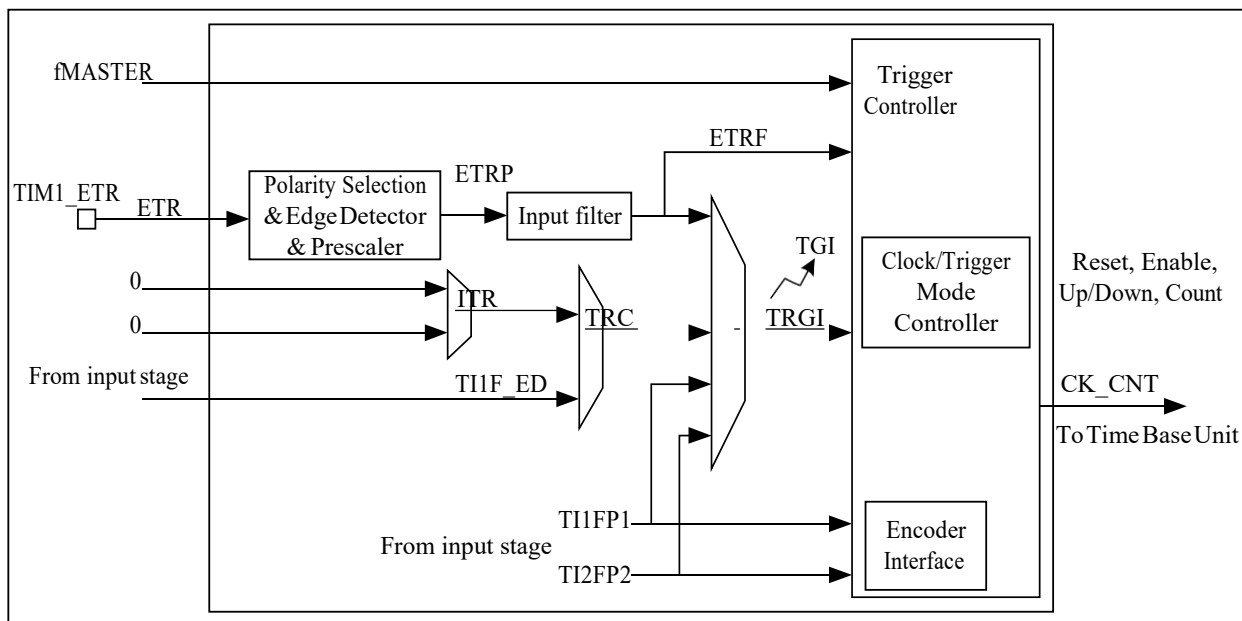 fMASTER
Trigger
Controller
ETRF
TIM1_ETR
ETR
Polarity Selection
& Edge Detector
& Prescaler
ETRP
Input filter
TGI
Clock/Trigger
Mode
Controller
Reset, Enable,
Up/Down, Count
0
ITR
0
TRC
TRGI
From input stage
TI1F_ED
CK_CNT
To Time Base Unit
TI1FP1
From input stage
TI2FP2
Encoder
Interface